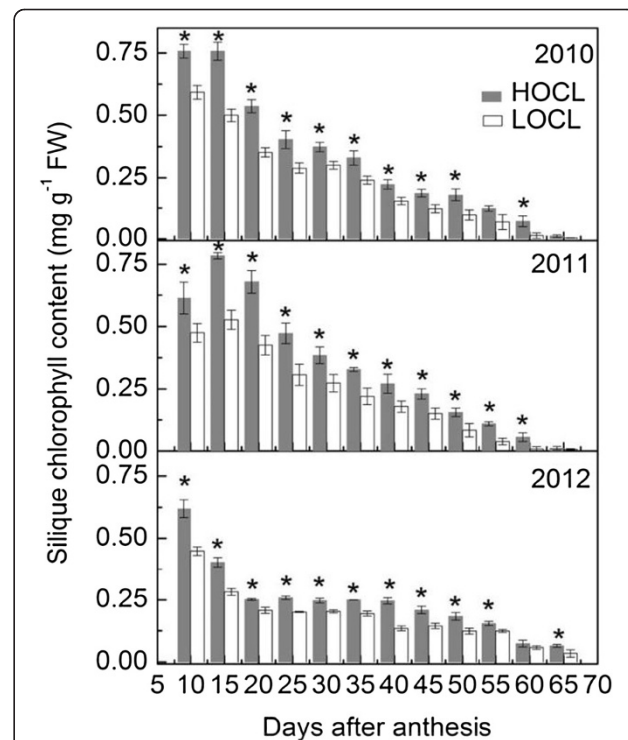 Silique chlorophyll content (mg g⁻¹ FW)
2010
HOCL
LOCL
0.75
0.50
0.25
0.00
* * * * * * * * * *
2011
0.75
0.50
0.25
0.00
* * * * * * * * * * *
2012
0.75
0.50
0.25
0.00
* * * * * * * * * * *
5 10 15 20 25 30 35 40 45 50 55 60 65 70
Days after anthesis